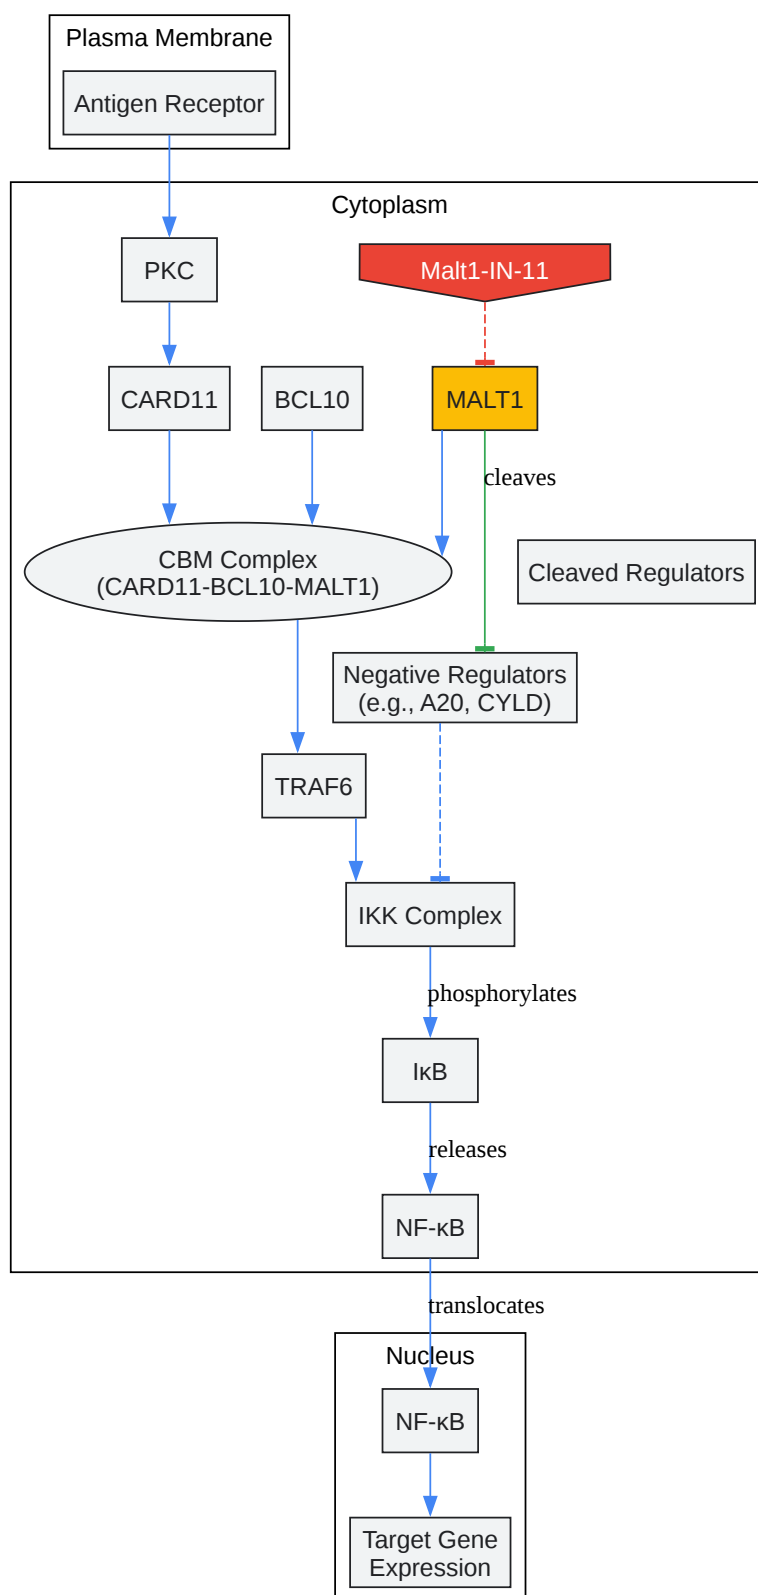 Plasma Membrane
Antigen Receptor
Cytoplasm
PKC
Malt1-IN-11
CARD11
BCL10
MALT1
cleaves
CBM Complex
(CARD11-BCL10-MALT1)
Cleaved Regulators
Negative Regulators
(e.g., A20, CYLD)
TRAF6
IKK Complex
phosphorylates
IκB
releases
NF-κB
translocates
Nucleus
NF-κB
Target Gene
Expression